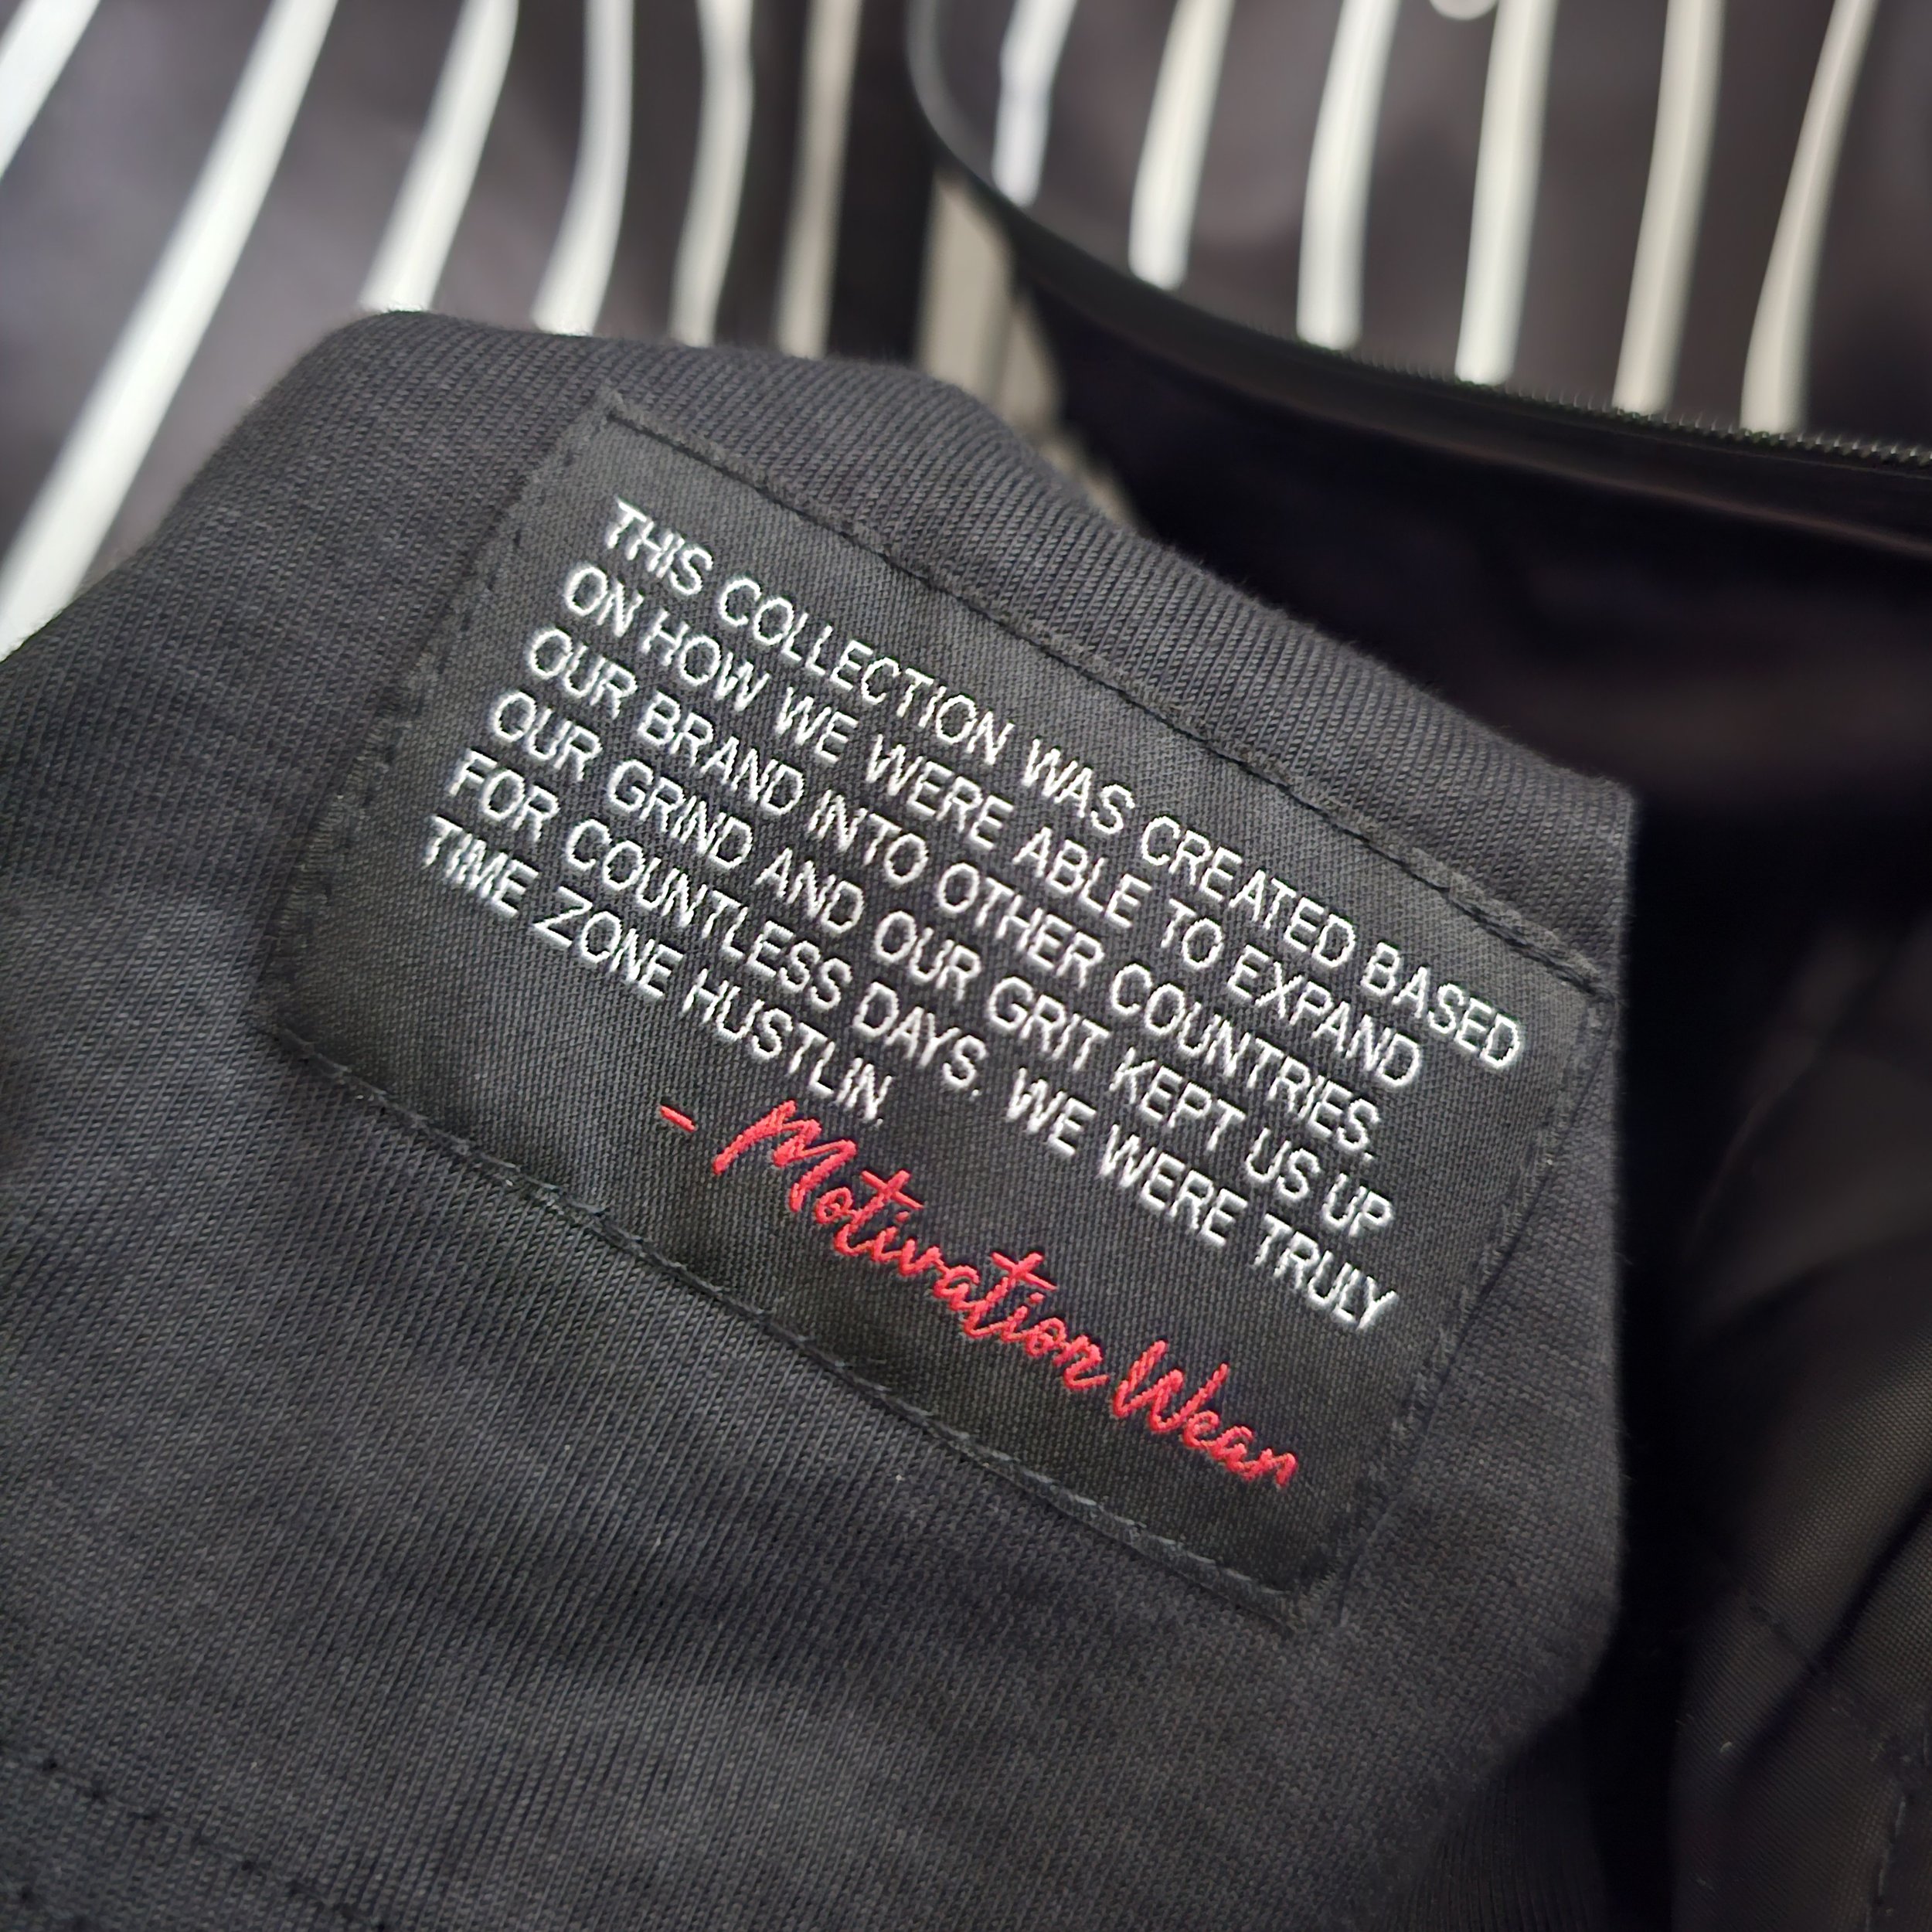 THIS COLLECTION WAS CREATED BASED
ON HOW WE WERE ABLE TO EXPAND
OUR BRAND INTO OTHER COUNTRIES.
OUR GRIND AND OUR GRIT KEPT US UP
FOR COUNTLESS DAYS. WE WERE TRULY
TIME ZONE HUSTLIN.
- Motivation Wear